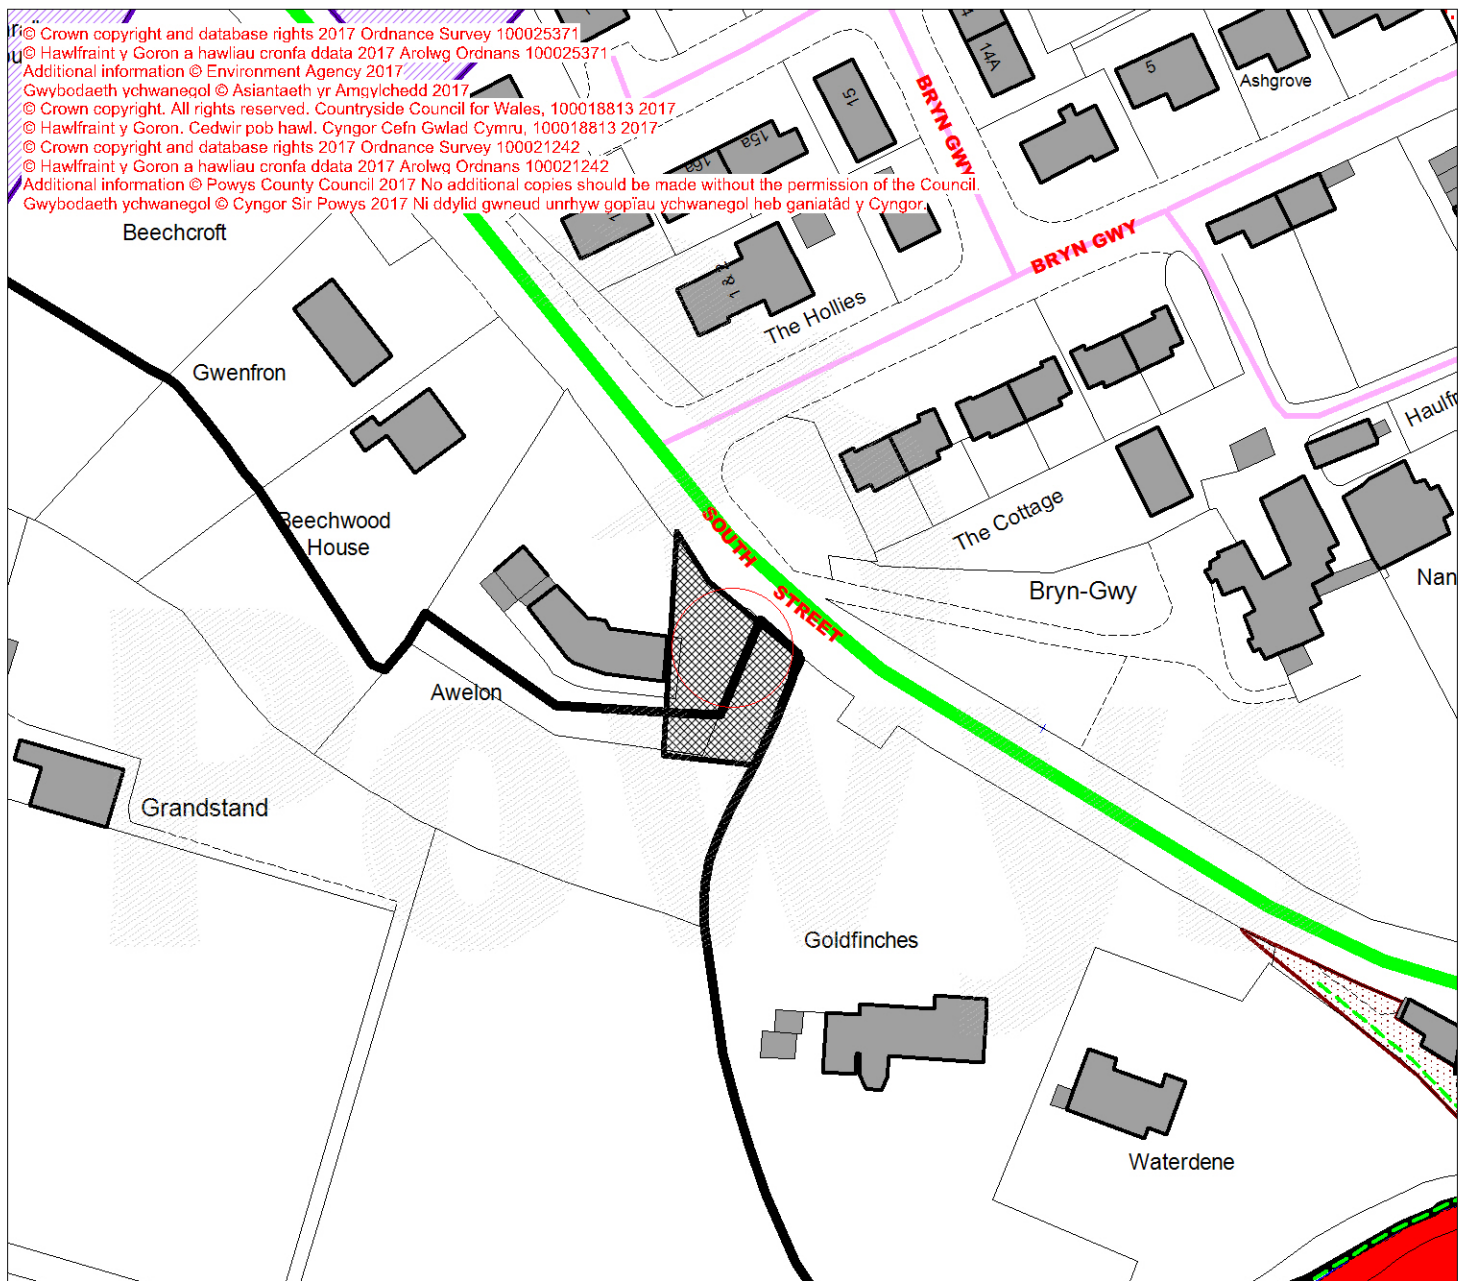 © Crown copyright and database rights 2017 Ordnance Survey 100025371
© Hawlfraint y Goron a hawliau cronfa ddata 2017 Arolwg Ordnans 100025371
Additional information © Environment Agency 2017
Gwybodaeth ychwanegol © Asiantaeth yr Amgylchedd 2017
© Crown copyright. All rights reserved. Countryside Council for Wales, 100018813 2017
© Hawlfraint y Goron. Cedwir pob hawl. Cyngor Cefn Gwlad Cymru, 100018813 2017
© Crown copyright and database rights 2017 Ordnance Survey 100021242
© Hawlfraint y Goron a hawliau cronfa ddata 2017 Arolwg Ordnans 100021242
Additional information © Powys County Council 2017 No additional copies should be made without the permission of the Council.
Gwybodaeth ychwanegol © Cyngor Sir Powys 2017 Ni ddylid gwneud unrhyw gopïau ychwanegol heb ganiatâd y Cyngor.
14A
5
Ashgrove
15
BRYN GWY
15a
16a
Beechcroft
BRYN GWY
1 & 2
The Hollies
Gwenfron
Haulfr
Beechwood
House
SOUTH STREET
The Cottage
Bryn-Gwy
Nan
Awelon
Grandstand
Powys
Goldfinches
Waterdene